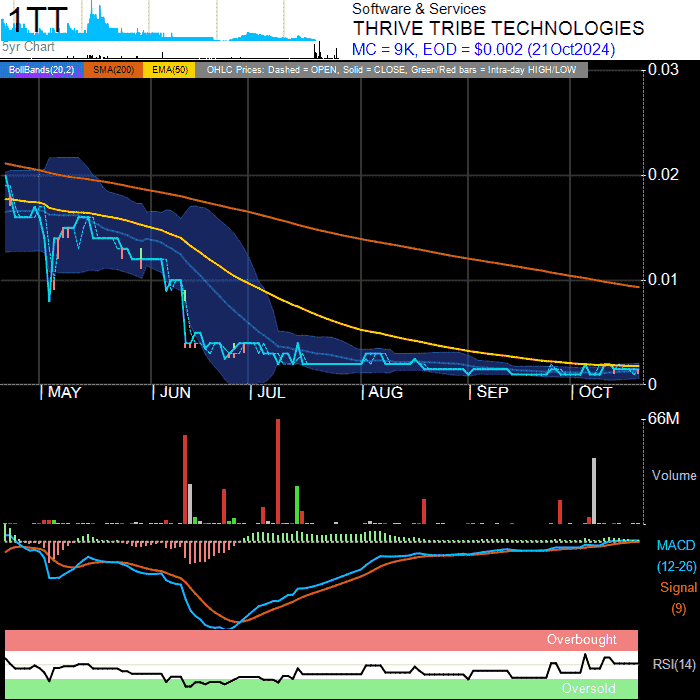 1TT
Software & Services
THRIVE TRIBE TECHNOLOGIES
MC = 9K, EOD = $0.002 (21Oct2024)
5yr Chart
BollBands(20,2) SMA(200) EMA(50) OHLC Prices: Dashed = OPEN, Solid = CLOSE, Green/Red bars = Intra-day HIGH/LOW
0.03
0.02
0.01
0
MAY JUN JUL AUG SEP OCT
66M
Volume
MACD
(12-26)
Signal
(9)
Overbought
RSI(14)
Oversold